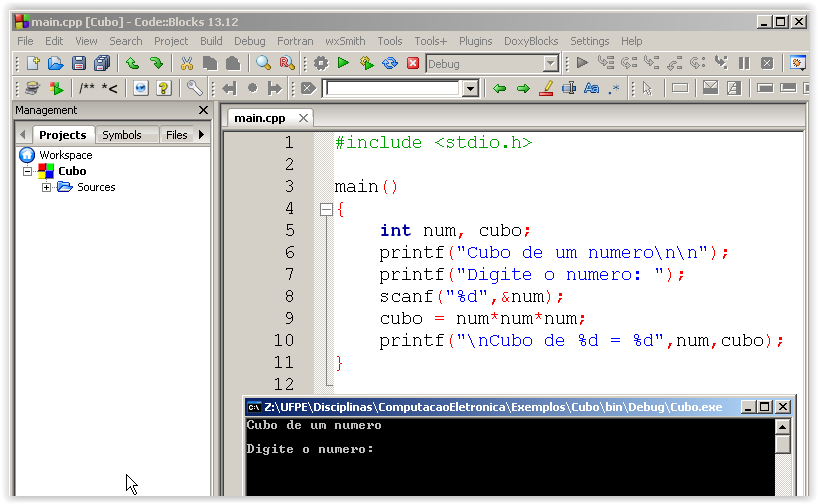 main.cpp [Cubo] - Code::Blocks 13.12
File Edit View Search Project Build Debug Fortran wxSmith Tools Tools+ Plugins DoxyBlocks Settings Help
Debug
/** *<
Aa .*
Management
main.cpp
Projects Symbols Files
Workspace
Cubo
Sources
1 #include <stdio.h>
2
3 main()
4 {
5 int num, cubo;
6 printf("Cubo de um numero\n\n");
7 printf("Digite o numero: ");
8 scanf("%d",&num);
9 cubo = num*num*num;
10 printf("\nCubo de %d = %d",num,cubo);
11 }
12
Z:\UFPE\Disciplinas\ComputacaoEletronica\Exemplos\Cubo\bin\Debug\Cubo.exe
Cubo de um numero
Digite o numero: